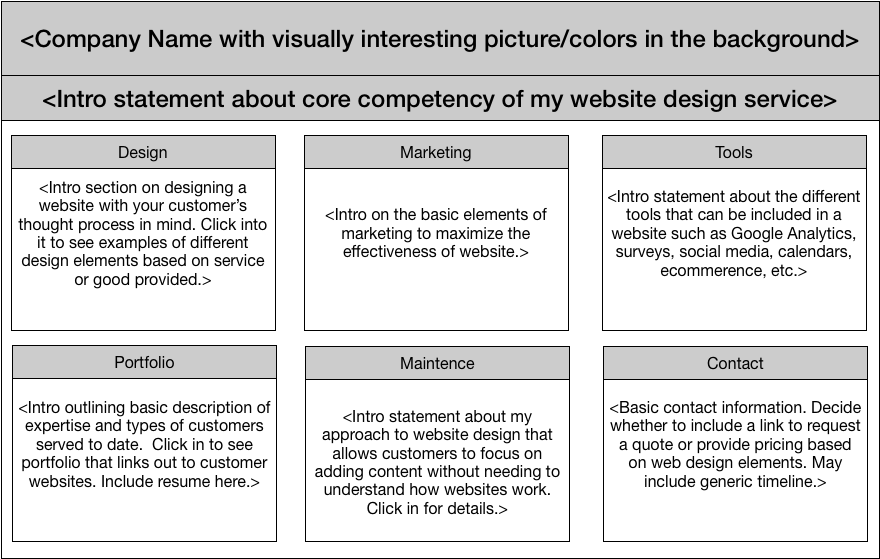 <Company Name with visually interesting picture/colors in the background>
<Intro statement about core competency of my website design service>
Design
<Intro section on designing a
website with your customer's
thought process in mind. Click into
it to see examples of different
design elements based on service
or good provided.>
Marketing
<Intro on the basic elements of
marketing to maximize the
effectiveness of website.>
Tools
<Intro statement about the different
tools that can be included in a
website such as Google Analytics,
surveys, social media, calendars,
ecommerence, etc.>
Portfolio
<Intro outlining basic description of
expertise and types of customers
served to date.  Click in to see
portfolio that links out to customer
websites. Include resume here.>
Maintence
<Intro statement about my
approach to website design that
allows customers to focus on
adding content without needing to
understand how websites work.
Click in for details.>
Contact
<Basic contact information. Decide
whether to include a link to request
a quote or provide pricing based
on web design elements. May
include generic timeline.>